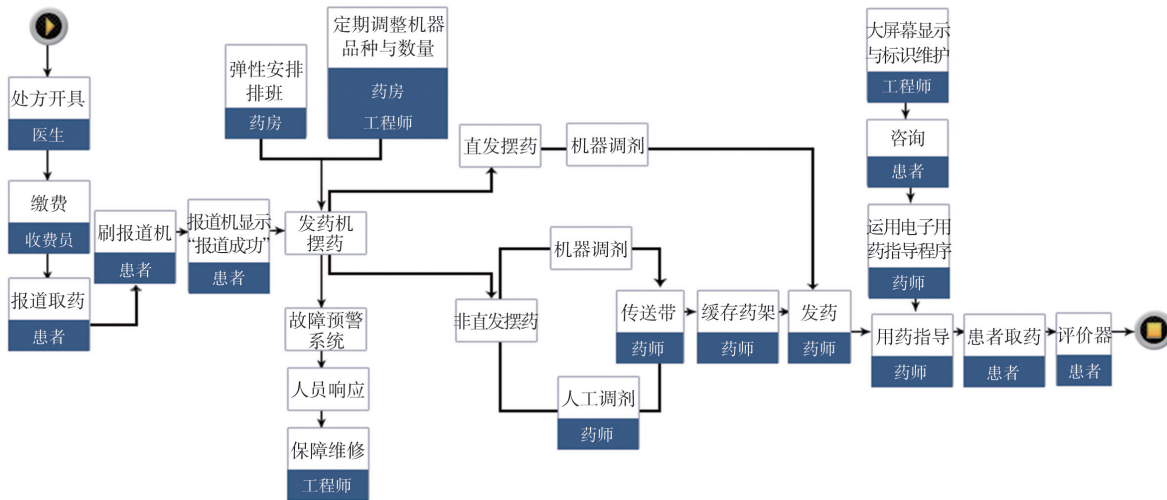 处方开具
医生
缴费
收费员
报道取药
患者
刷报道机
患者
报道机显示
“报道成功”
患者
弹性安排
排班
药房
定期调整机器
品种与数量
药房
工程师
发药机
摆药
故障预警
系统
人员响应
保障维修
工程师
直发摆药
机器调剂
非直发摆药
机器调剂
人工调剂
药师
传送带
药师
缓存药架
药师
发药
药师
大屏幕显示
与标识维护
工程师
咨询
患者
运用电子用
药指导程序
药师
用药指导
药师
患者取药
患者
评价器
患者